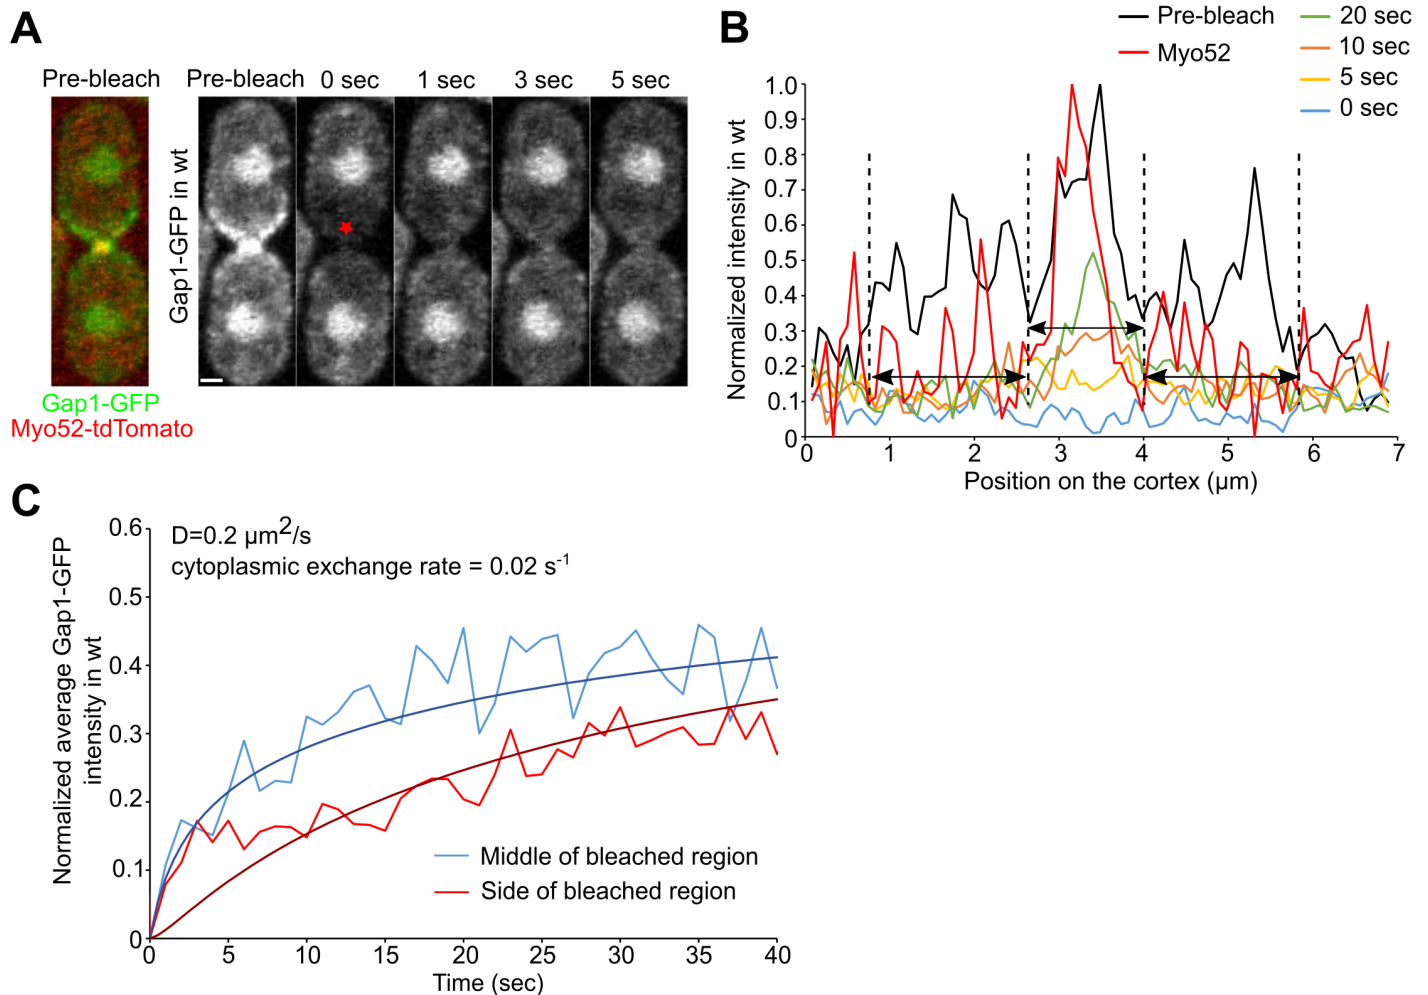 A
Pre-bleach
Pre-bleach 0 sec 1 sec 3 sec 5 sec
Gap1-GFP in wt
Gap1-GFP
Myo52-tdTomato
B
Pre-bleach
Myo52
20 sec
10 sec
5 sec
0 sec
Normalized intensity in wt
1.0
0.9
0.8
0.7
0.6
0.5
0.4
0.3
0.2
0.1
0
0 1 2 3 4 5 6 7
Position on the cortex (µm)
C
D=0.2 µm²/s
cytoplasmic exchange rate = 0.02 s⁻¹
Normalized average Gap1-GFP
intensity in wt
0.6
0.5
0.4
0.3
0.2
0.1
0
Middle of bleached region
Side of bleached region
0 5 10 15 20 25 30 35 40
Time (sec)